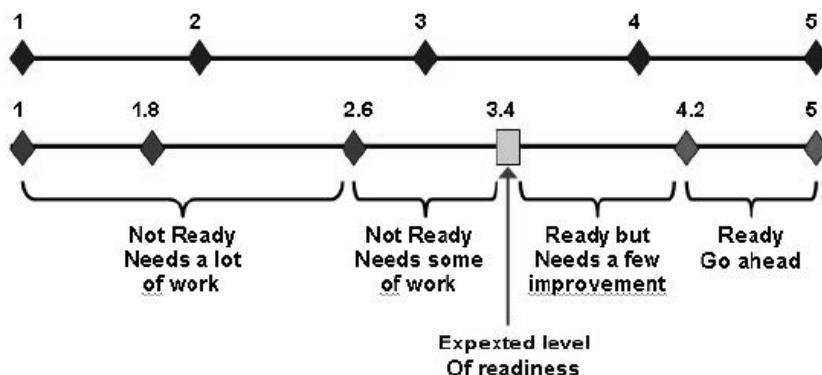 1 2 3 4 5
1 1.8 2.6 3.4 4.2 5
Not Ready
Needs a lot
of work
Not Ready
Needs some
of work
Ready but
Needs a few
improvement
Ready
Go ahead
Expexted level
Of readiness